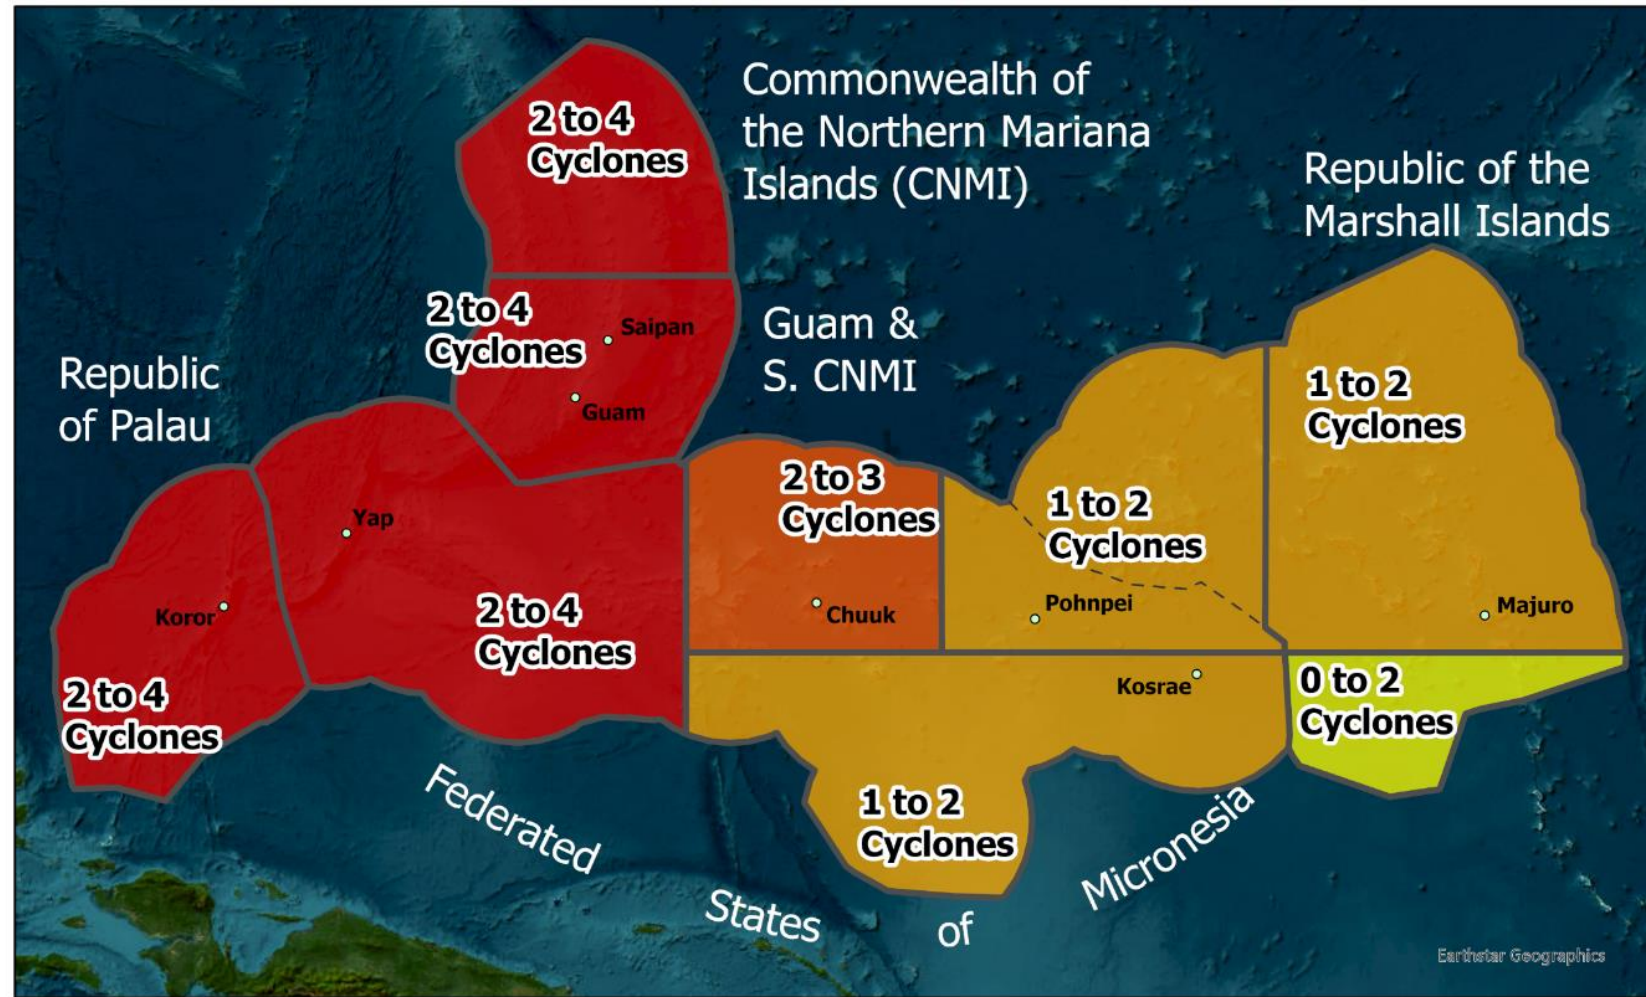 2 to 4
Cyclones
Commonwealth of
the Northern Mariana
Islands (CNMI)
Republic of the
Marshall Islands
2 to 4
Cyclones
Saipan
Guam
Guam &
S. CNMI
Republic
of Palau
1 to 2
Cyclones
2 to 3
Cyclones
1 to 2
Cyclones
Yap
Koror
2 to 4
Cyclones
Chuuk
Pohnpei
Majuro
2 to 4
Cyclones
Kosrae
0 to 2
Cyclones
1 to 2
Cyclones
Federated
States
of
Micronesia
Earthstar Geographics